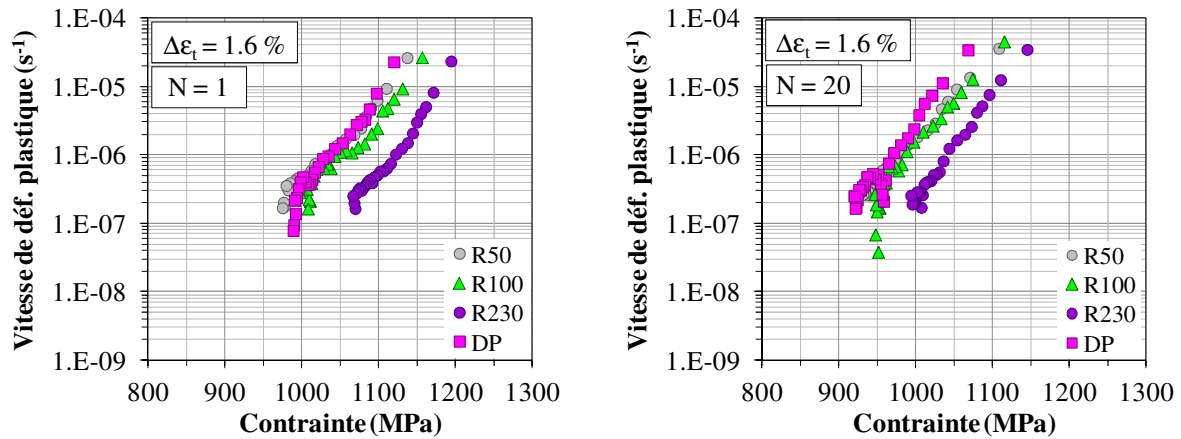 Vitesse de déf. plastique (s⁻¹)
1.E-04
1.E-05
1.E-06
1.E-07
1.E-08
1.E-09
Δεt = 1.6 %
N = 1
R50
R100
R230
DP
800 900 1000 1100 1200 1300
Contrainte (MPa)
Vitesse de déf. plastique (s⁻¹)
1.E-04
1.E-05
1.E-06
1.E-07
1.E-08
1.E-09
Δεt = 1.6 %
N = 20
R50
R100
R230
DP
800 900 1000 1100 1200 1300
Contrainte (MPa)